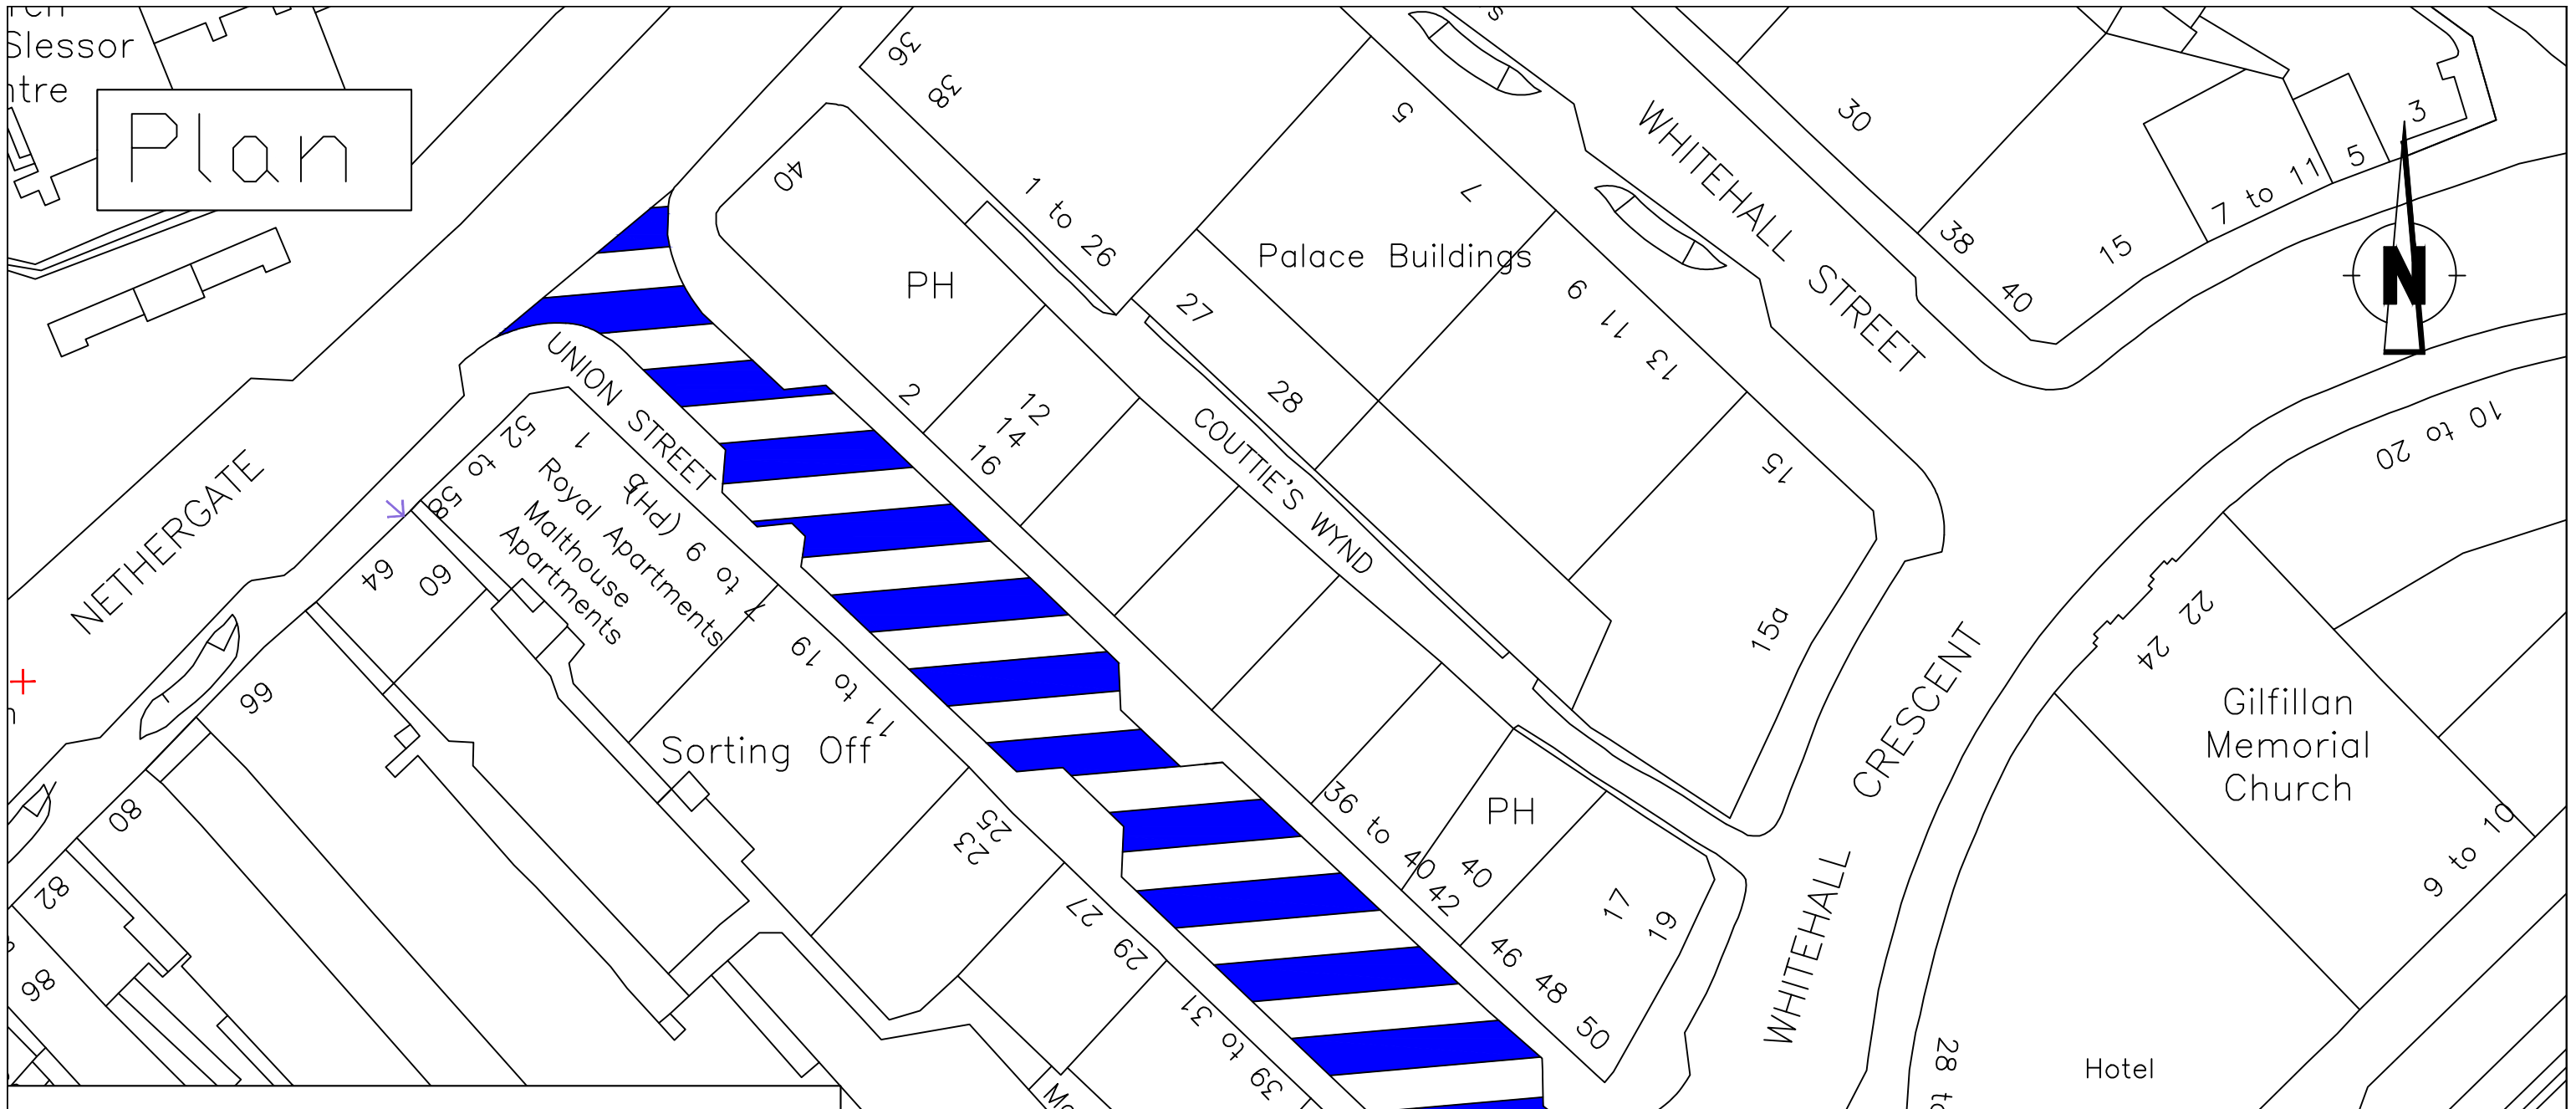 Slessor
Plan
NETHERGATE
UNION STREET
COUTTIE'S WYND
WHITEHALL STREET
WHITEHALL CRESCENT
36
38
1 to 26
40
PH
2
12
14
16
27
28
Palace Buildings
5
7
9
11
13
15
15a
30
38
40
15
7 to 11
5
3
N
10 to 20
22
24
Gilfillan
Memorial
Church
9 to 10
Hotel
28 to
52
to
58
1
(PH)
Royal Apartments
Malthouse
Apartments
7 to 9
64
60
66
80
82
86
11 to 19
Sorting Off
23
25
27
29
31 to 39
36 to 40
40
42
PH
46
48
50
17
19